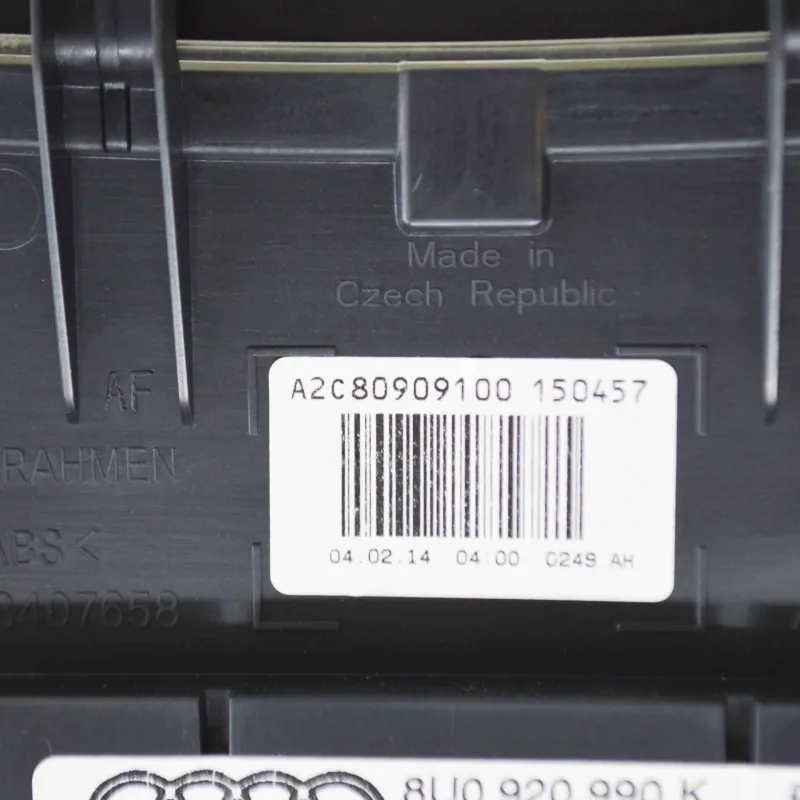 Made in
Czech Republic
A2C80909100 150457
AF
RAHMEN
ABS<
8407658
04.02.14 04:00 0249 AH
8U0 920 990 K